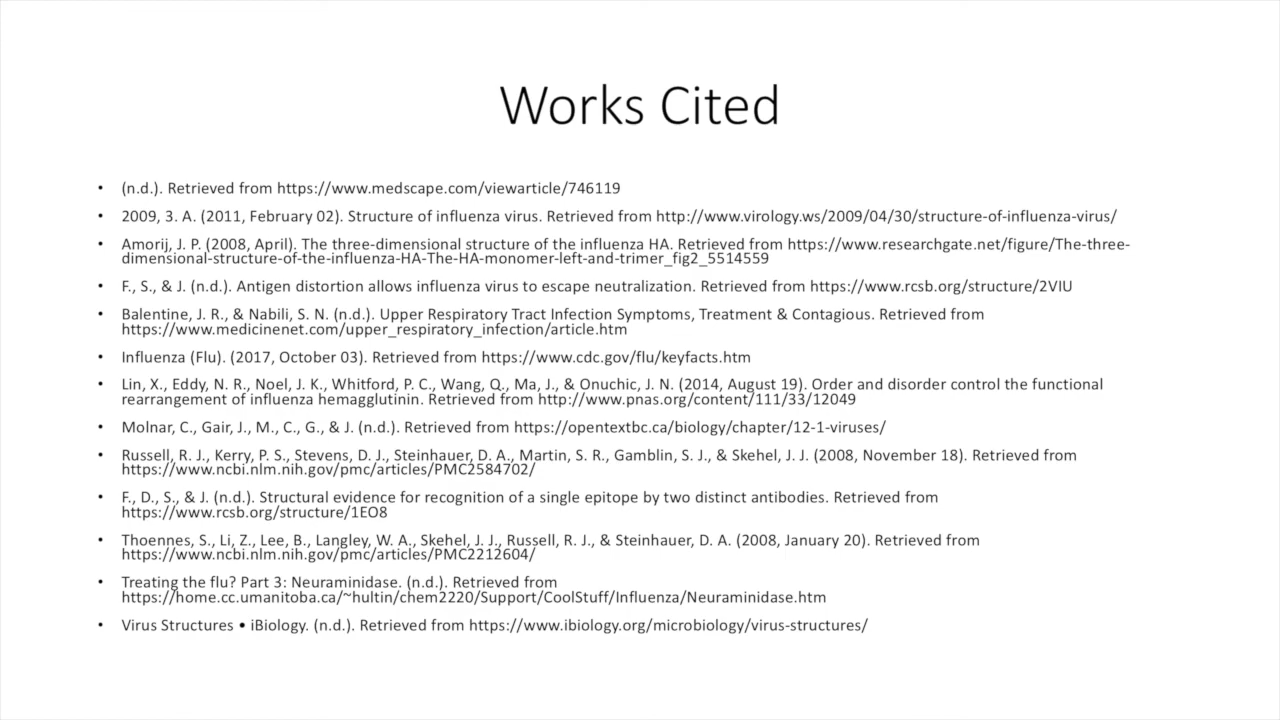 Works Cited
• (n.d.). Retrieved from https://www.medscape.com/viewarticle/746119
• 2009, 3. A. (2011, February 02). Structure of influenza virus. Retrieved from http://www.virology.ws/2009/04/30/structure-of-influenza-virus/
• Amorij, J. P. (2008, April). The three-dimensional structure of the influenza HA. Retrieved from https://www.researchgate.net/figure/The-three-
dimensional-structure-of-the-influenza-HA-The-HA-monomer-left-and-trimer_fig2_5514559
• F., S., & J. (n.d.). Antigen distortion allows influenza virus to escape neutralization. Retrieved from https://www.rcsb.org/structure/2VIU
• Balentine, J. R., & Nabili, S. N. (n.d.). Upper Respiratory Tract Infection Symptoms, Treatment & Contagious. Retrieved from
https://www.medicinenet.com/upper_respiratory_infection/article.htm
• Influenza (Flu). (2017, October 03). Retrieved from https://www.cdc.gov/flu/keyfacts.htm
• Lin, X., Eddy, N. R., Noel, J. K., Whitford, P. C., Wang, Q., Ma, J., & Onuchic, J. N. (2014, August 19). Order and disorder control the functional
rearrangement of influenza hemagglutinin. Retrieved from http://www.pnas.org/content/111/33/12049
• Molnar, C., Gair, J., M., C., G., & J. (n.d.). Retrieved from https://opentextbc.ca/biology/chapter/12-1-viruses/
• Russell, R. J., Kerry, P. S., Stevens, D. J., Steinhauer, D. A., Martin, S. R., Gamblin, S. J., & Skehel, J. J. (2008, November 18). Retrieved from
https://www.ncbi.nlm.nih.gov/pmc/articles/PMC2584702/
• F., D., S., & J. (n.d.). Structural evidence for recognition of a single epitope by two distinct antibodies. Retrieved from
https://www.rcsb.org/structure/1EO8
• Thoennes, S., Li, Z., Lee, B., Langley, W. A., Skehel, J. J., Russell, R. J., & Steinhauer, D. A. (2008, January 20). Retrieved from
https://www.ncbi.nlm.nih.gov/pmc/articles/PMC2212604/
• Treating the flu? Part 3: Neuraminidase. (n.d.). Retrieved from
https://home.cc.umanitoba.ca/~hultin/chem2220/Support/CoolStuff/Influenza/Neuraminidase.htm
• Virus Structures • iBiology. (n.d.). Retrieved from https://www.ibiology.org/microbiology/virus-structures/